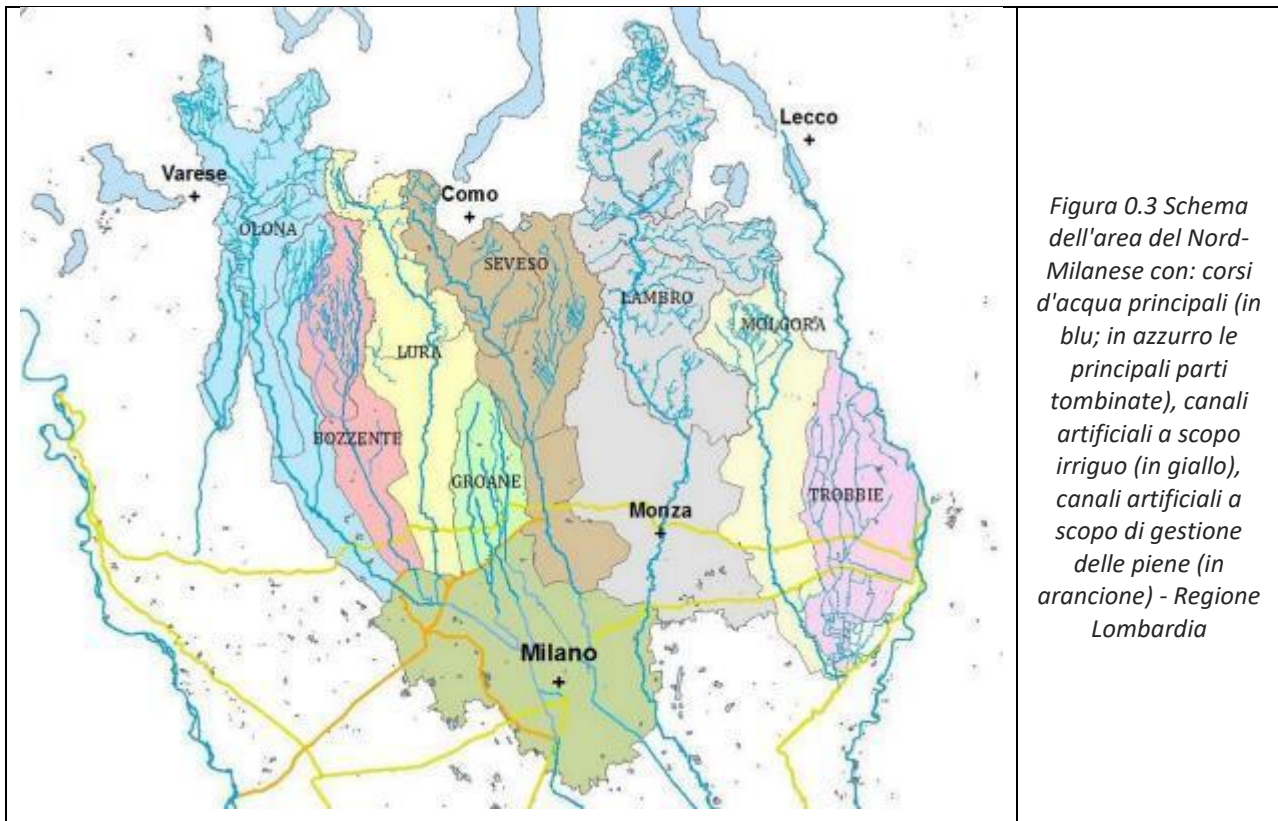 Lecco
Varese
Como
OLONA
SEVESO
LAMBRO
MOLGORA
LURA
BOZZENTE
GROANE
TROBBIE
Monza
Milano
Figura 0.3 Schema
dell'area del Nord-
Milanese con: corsi
d'acqua principali (in
blu; in azzurro le
principali parti
tombinate), canali
artificiali a scopo
irriguo (in giallo),
canali artificiali a
scopo di gestione
delle piene (in
arancione) - Regione
Lombardia